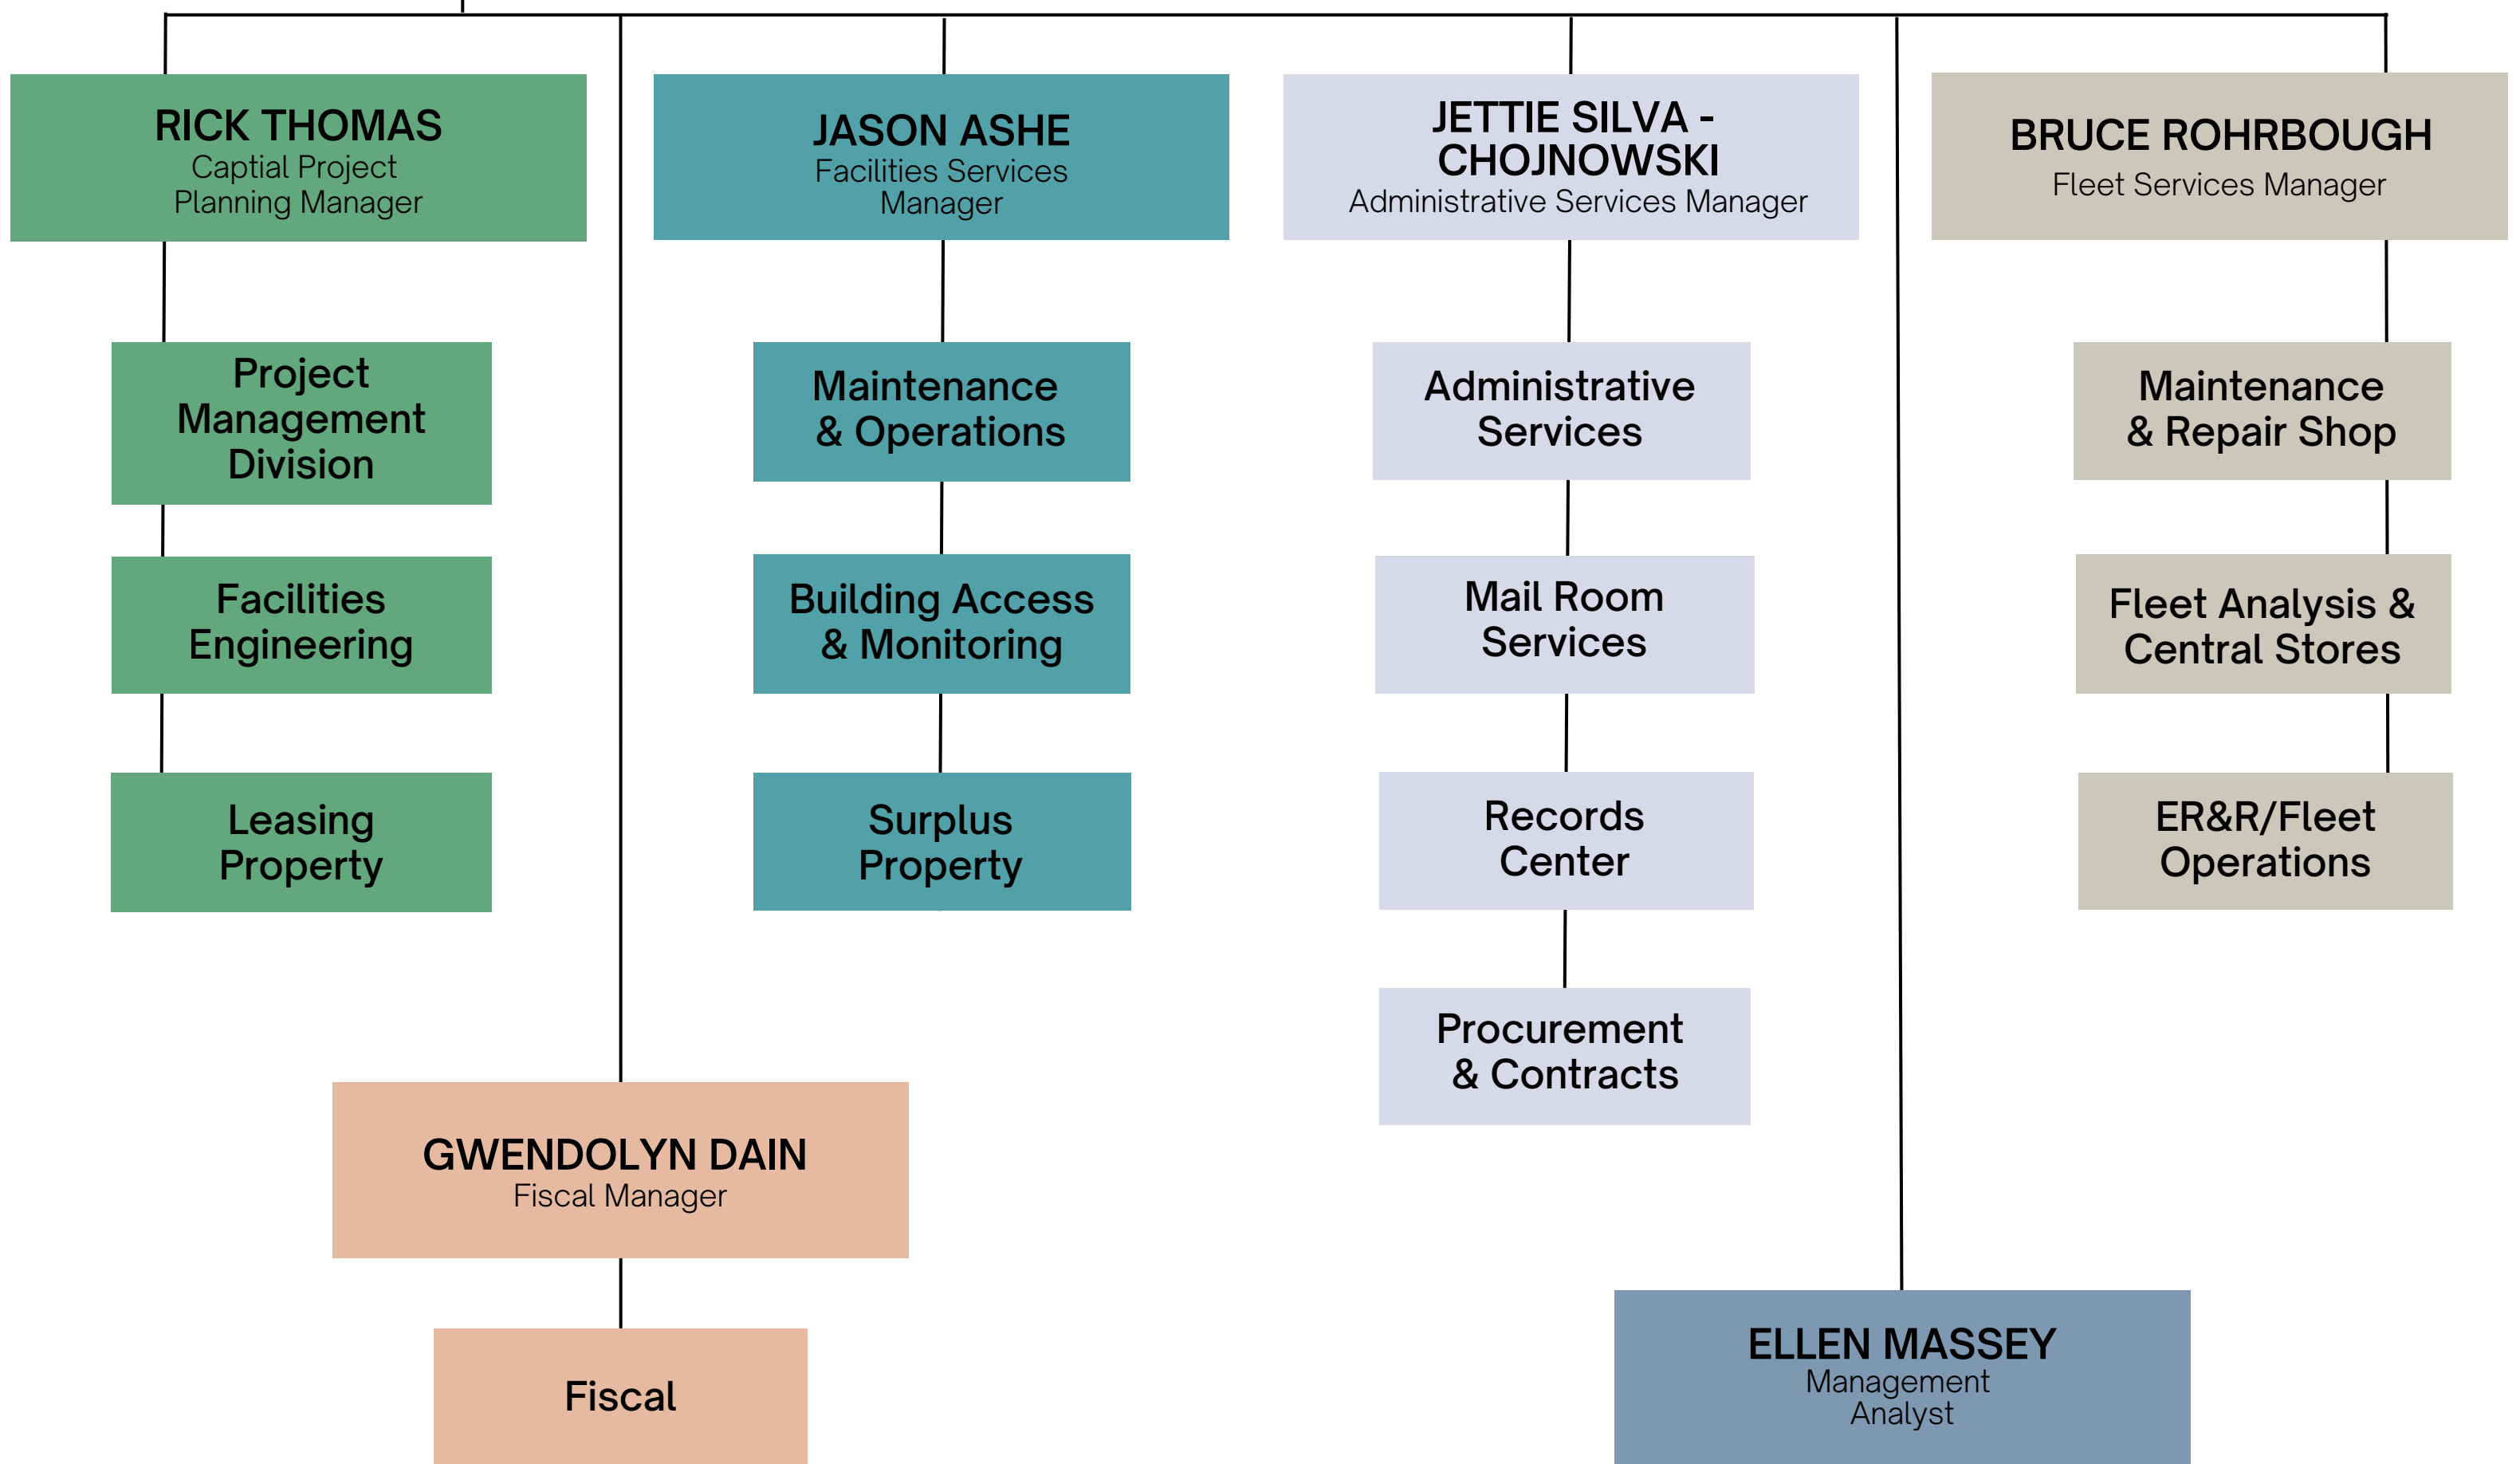 RICK THOMAS
Captial Project
Planning Manager
JASON ASHE
Facilities Services
Manager
JETTIE SILVA -
CHOJNOWSKI
Administrative Services Manager
BRUCE ROHRBOUGH
Fleet Services Manager
Project
Management
Division
Facilities
Engineering
Leasing
Property
Maintenance
& Operations
Building Access
& Monitoring
Surplus
Property
Administrative
Services
Mail Room
Services
Records
Center
Procurement
& Contracts
Maintenance
& Repair Shop
Fleet Analysis &
Central Stores
ER&R/Fleet
Operations
GWENDOLYN DAIN
Fiscal Manager
Fiscal
ELLEN MASSEY
Management
Analyst